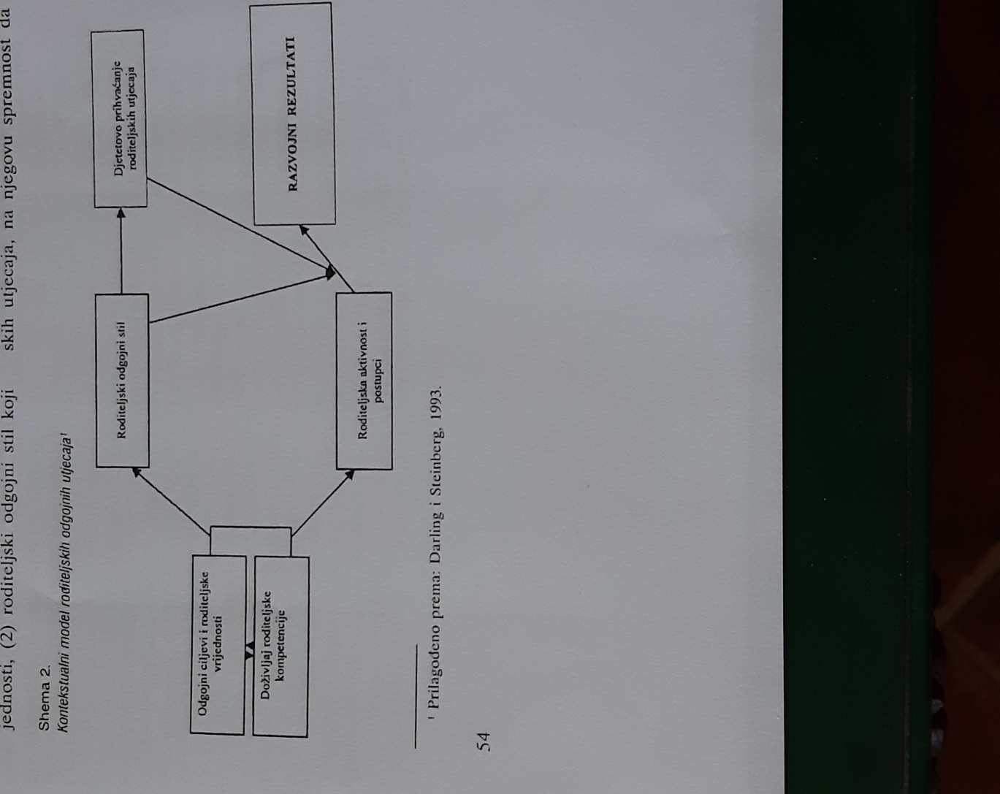 jednosti, (2) roditeljski odgojni stil koji
skih utjecaja, na njegovu spremnost da
Shema 2.
Kontekstualni model roditeljskih odgojnih utjecaja¹
Odgojni ciljevi i roditeljske
vrijednosti
Doživljaj roditeljske
kompetencije
Roditeljski odgojni stil
Roditeljska aktivnost i
postupci
Djetetovo prihvaćanje
roditeljskih utjecaja
RAZVOJNI REZULTATI
¹ Prilagođeno prema: Darling i Steinberg, 1993.
54